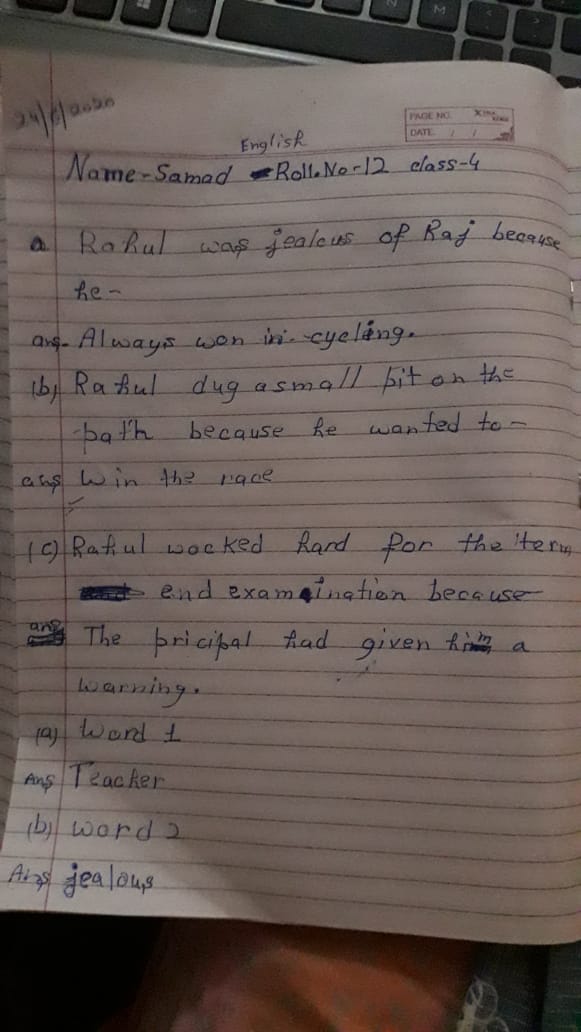 24/6/2020
PAGE NO.
DATE / /
English
Name-Samad Roll.No-12 class-4
a Rahul was jealous of Raj because
he-
ans- Always won in cycling.
(b) Rahul dug a small pit on the
path because he wanted to-
ans Win the race
(c) Rahul wocked hard for the term
end examination because
ans The pricipal had given him a
warning.
(a) Word 1
Ans Teacher
(b) word 2
Ans jealous